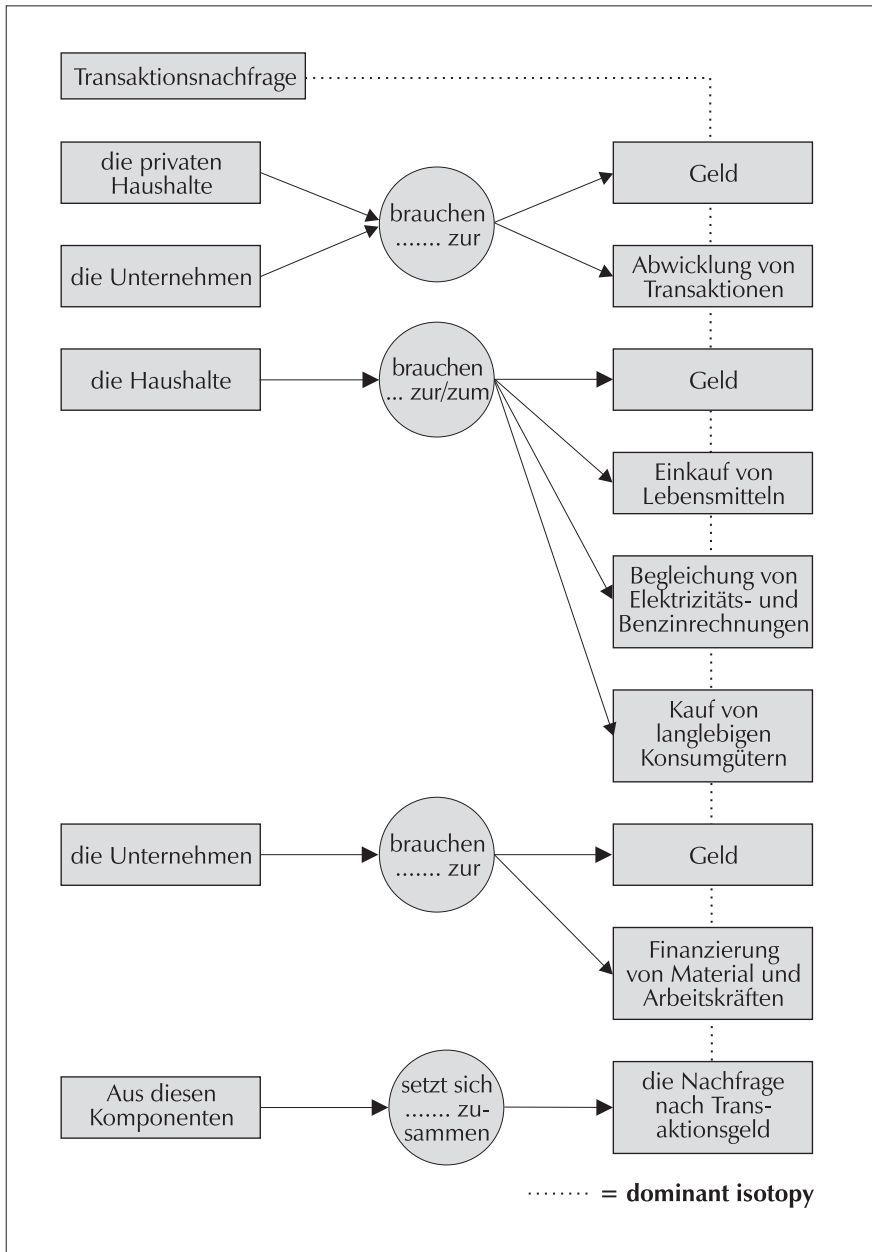 Transaktionsnachfrage
die privaten
Haushalte
brauchen
....... zur
Geld
die Unternehmen
Abwicklung von
Transaktionen
die Haushalte
brauchen
... zur/zum
Geld
Einkauf von
Lebensmitteln
Begleichung von
Elektrizitäts- und
Benzinrechnungen
Kauf von
langlebigen
Konsumgütern
die Unternehmen
brauchen
....... zur
Geld
Finanzierung
von Material und
Arbeitskräften
Aus diesen
Komponenten
setzt sich
....... zu-
sammen
die Nachfrage
nach Trans-
aktionsgeld
........ = dominant isotopy